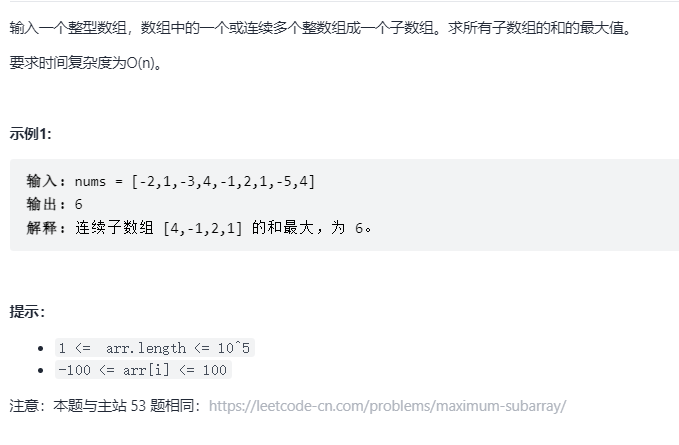 输入一个整型数组，数组中的一个或连续多个整数组成一个子数组。求所有子数组的和的最大值。
要求时间复杂度为O(n)。
示例1:
输入: nums = [-2,1,-3,4,-1,2,1,-5,4]
输出: 6
解释: 连续子数组 [4,-1,2,1] 的和最大，为 6。
提示：
1 <= arr.length <= 10^5
-100 <= arr[i] <= 100
注意：本题与主站 53 题相同：https://leetcode-cn.com/problems/maximum-subarray/